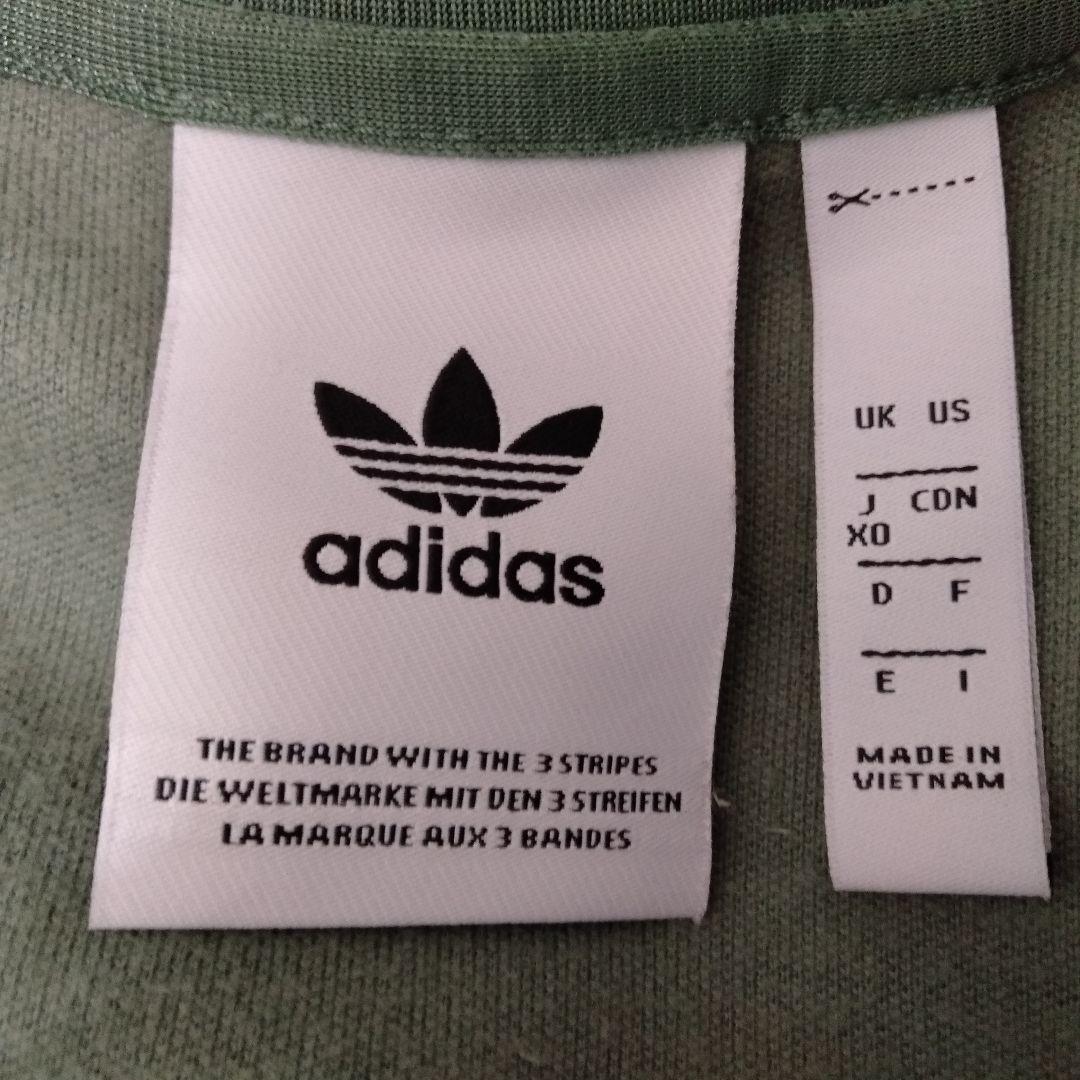 adidas
THE BRAND WITH THE 3 STRIPES
DIE WELTMARKE MIT DEN 3 STREIFEN
LA MARQUE AUX 3 BANDES
UK US
J CDN
XO
D F
E I
MADE IN
VIETNAM